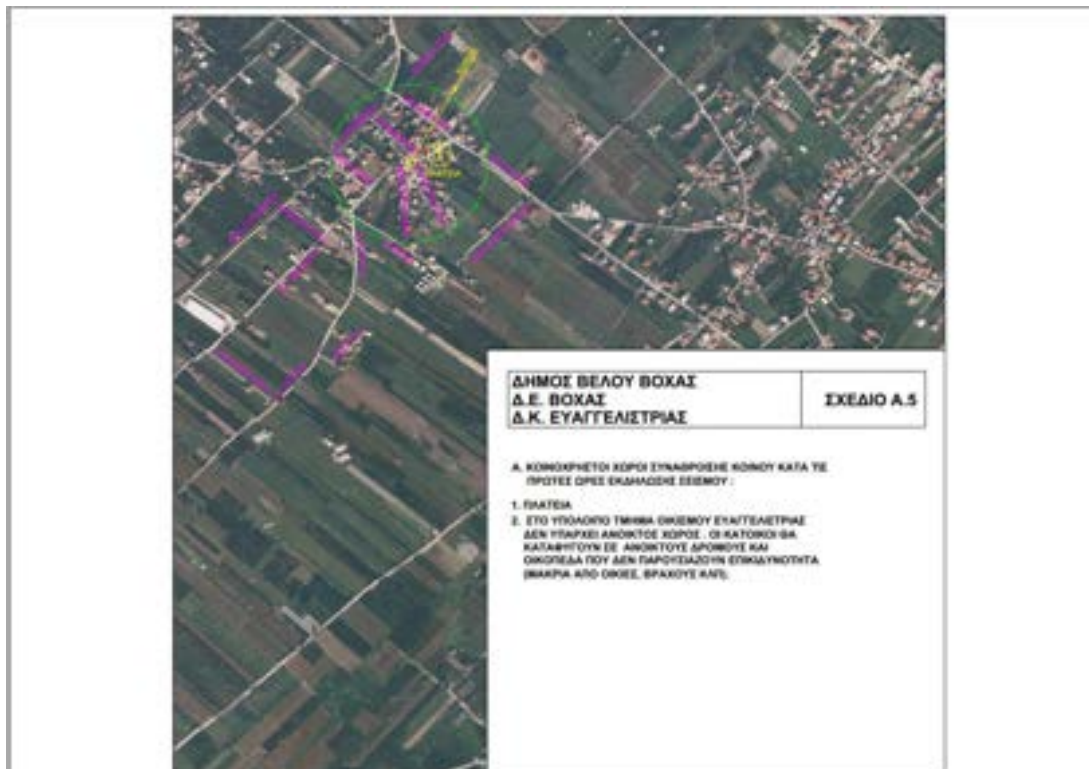 ΔΗΜΟΣ ΒΕΛΟΥ ΒΟΧΑΣ
Δ.Ε. ΒΟΧΑΣ
Δ.Κ. ΕΥΑΓΓΕΛΙΣΤΡΙΑΣ
ΣΧΕΔΙΟ Α.5
Α. ΚΟΙΝΟΧΡΗΣΤΟΙ ΧΩΡΟΙ ΣΥΝΑΘΡΟΙΣΗΣ ΚΟΙΝΟΥ ΚΑΤΑ ΤΙΣ
ΠΡΩΤΕΣ ΩΡΕΣ ΕΚΔΗΛΩΣΗΣ ΣΕΙΣΜΟΥ :
1. ΠΛΑΤΕΙΑ
2. ΣΤΟ ΥΠΟΛΟΙΠΟ ΤΜΗΜΑ ΟΙΚΙΣΜΟΥ ΕΥΑΓΓΕΛΙΣΤΡΙΑΣ
ΔΕΝ ΥΠΑΡΧΕΙ ΑΝΟΙΚΤΟΣ ΧΩΡΟΣ . ΟΙ ΚΑΤΟΙΚΟΙ ΘΑ
ΚΑΤΑΦΥΓΟΥΝ ΣΕ ΑΝΟΙΚΤΟΥΣ ΔΡΟΜΟΥΣ ΚΑΙ
ΟΙΚΟΠΕΔΑ ΠΟΥ ΔΕΝ ΠΑΡΟΥΣΙΑΖΟΥΝ ΕΠΙΚΙΔΥΝΟΤΗΤΑ
(ΜΑΚΡΙΑ ΑΠΟ ΟΙΚΙΕΣ, ΒΡΑΧΟΥΣ ΚΛΠ);